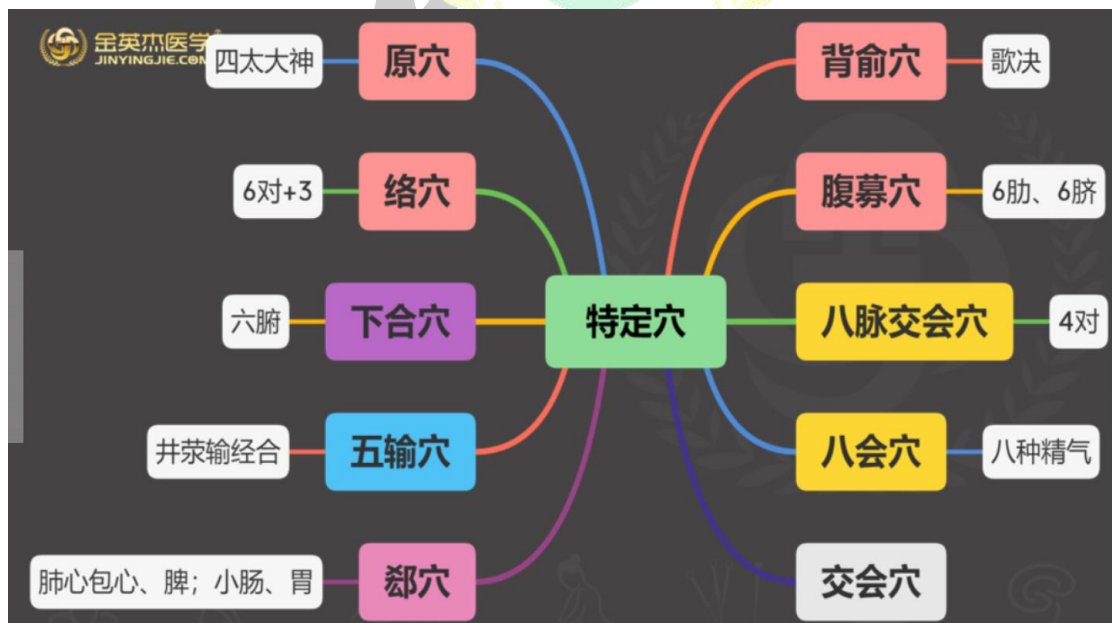 金英杰医学
JINYINGJIE.COM
四太大神
原穴
背俞穴
歌决
6对+3
络穴
腹募穴
6肋、6脐
六腑
下合穴
特定穴
八脉交会穴
4对
井荥输经合
五输穴
八会穴
八种精气
肺心包心、脾；小肠、胃
郄穴
交会穴